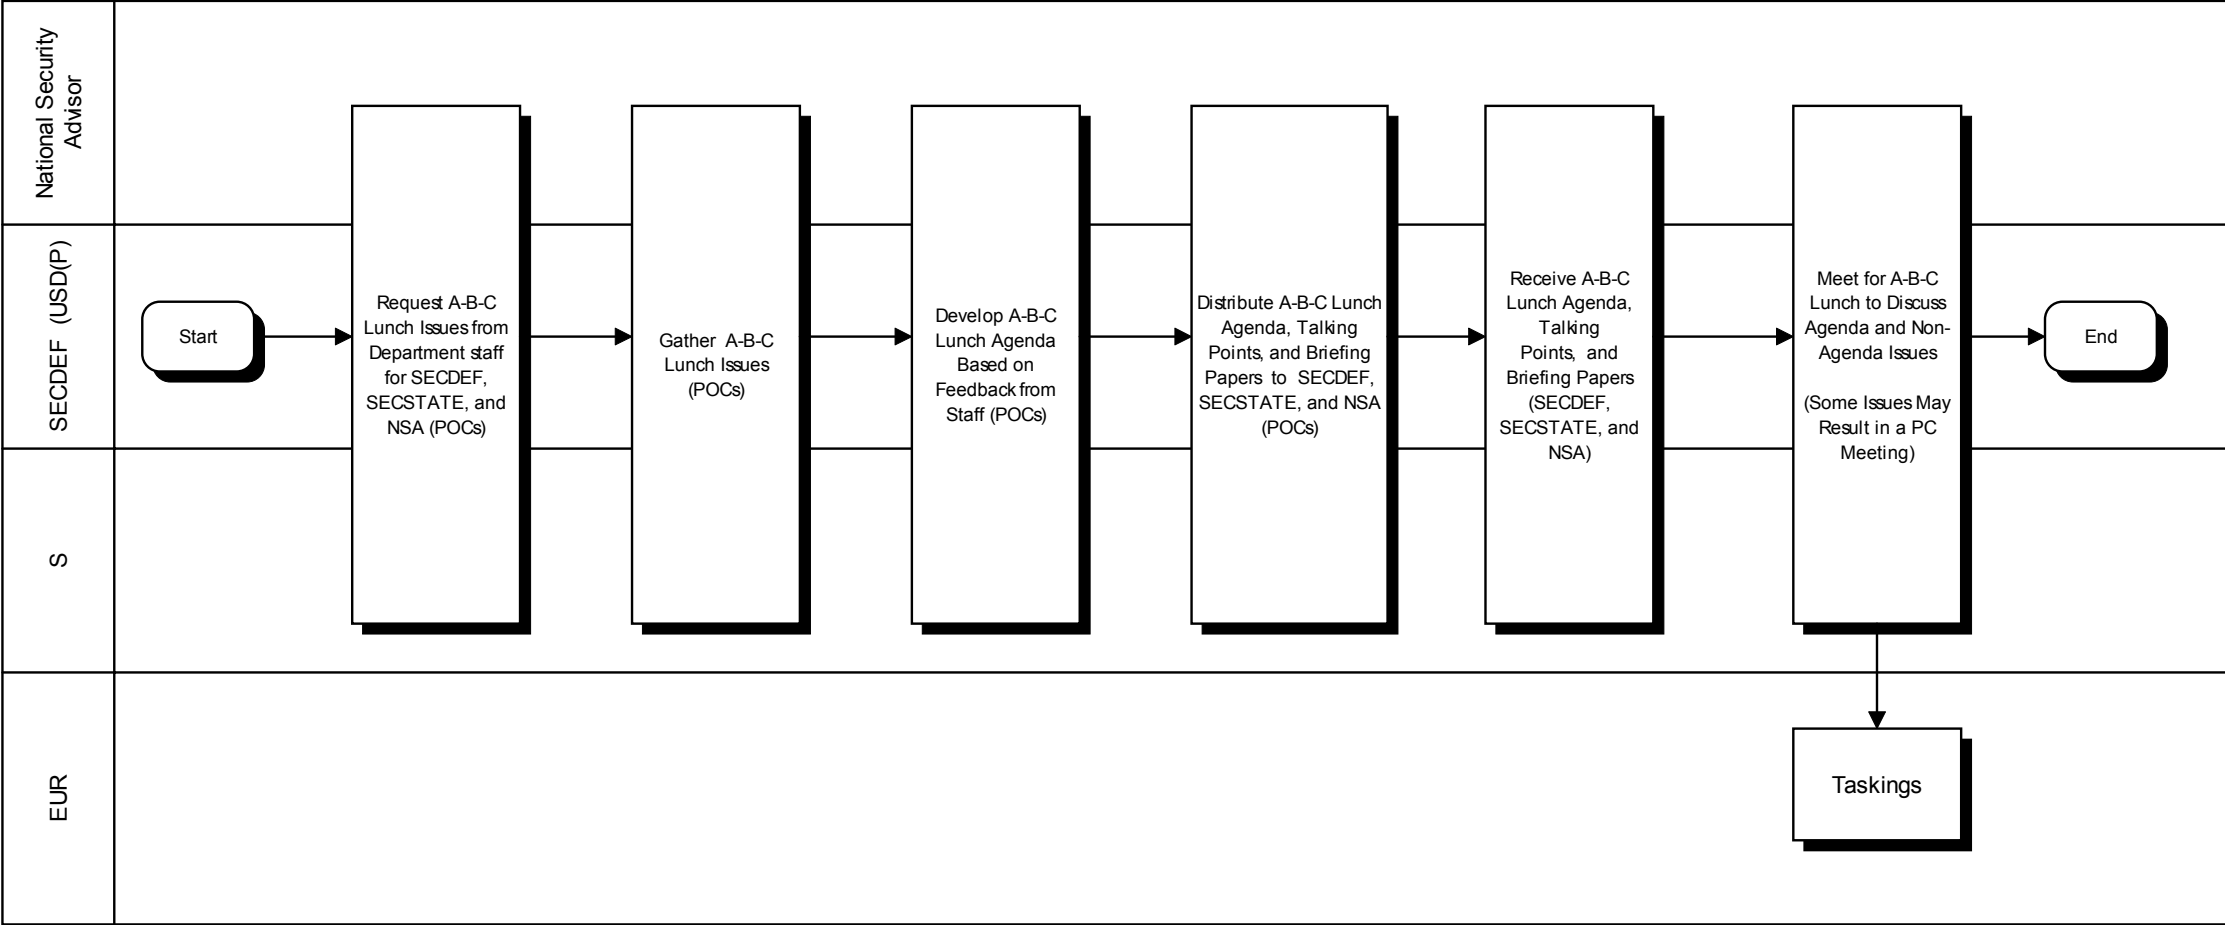 National Security
Advisor
SECDEF (USD(P)
S
EUR
Start
Request A-B-C
Lunch Issues from
Department staff
for SECDEF,
SECSTATE, and
NSA (POCs)
Gather A-B-C
Lunch Issues
(POCs)
Develop A-B-C
Lunch Agenda
Based on
Feedback from
Staff (POCs)
Distribute A-B-C Lunch
Agenda, Talking
Points, and Briefing
Papers to SECDEF,
SECSTATE, and NSA
(POCs)
Receive A-B-C
Lunch Agenda,
Talking
Points, and
Briefing Papers
(SECDEF,
SECSTATE, and
NSA)
Meet for A-B-C
Lunch to Discuss
Agenda and Non-
Agenda Issues
(Some Issues May
Result in a PC
Meeting)
End
Taskings